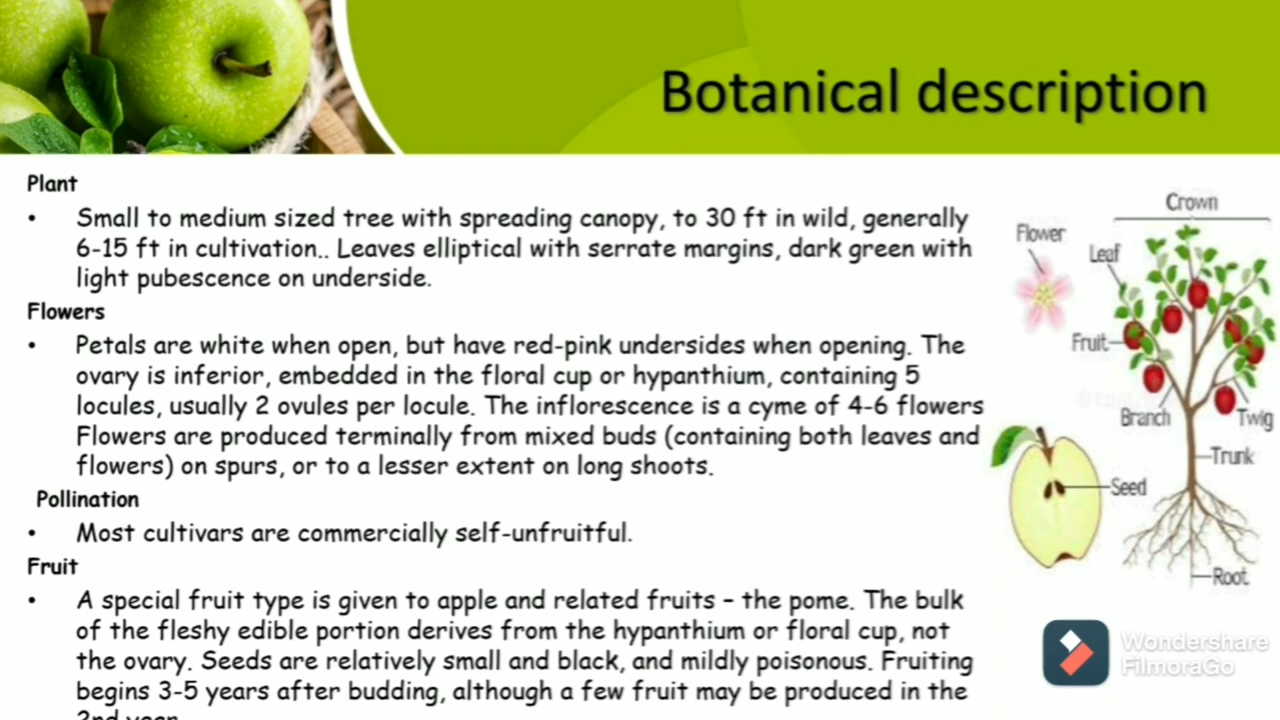 Botanical description
Plant
• Small to medium sized tree with spreading canopy, to 30 ft in wild, generally
6-15 ft in cultivation.. Leaves elliptical with serrate margins, dark green with
light pubescence on underside.
Flowers
• Petals are white when open, but have red-pink undersides when opening. The
ovary is inferior, embedded in the floral cup or hypanthium, containing 5
locules, usually 2 ovules per locule. The inflorescence is a cyme of 4-6 flowers
Flowers are produced terminally from mixed buds (containing both leaves and
flowers) on spurs, or to a lesser extent on long shoots.
Pollination
• Most cultivars are commercially self-unfruitful.
Fruit
• A special fruit type is given to apple and related fruits – the pome. The bulk
of the fleshy edible portion derives from the hypanthium or floral cup, not
the ovary. Seeds are relatively small and black, and mildly poisonous. Fruiting
begins 3-5 years after budding, although a few fruit may be produced in the
2nd year
Crown
Flower
Leaf
Fruit
Branch
Twig
Trunk
Seed
Root
Wondershare
FilmoraGo